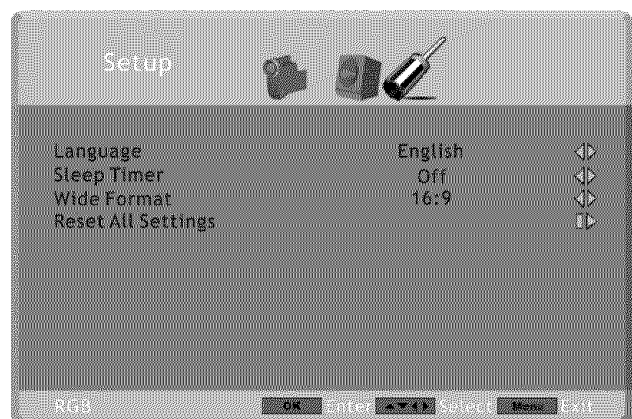 Setup
Language English
Sleep Timer Off
Wide Format 16:9
Reset All Settings
RGB OK Enter ▲▼◀▶ Select Menu Exit